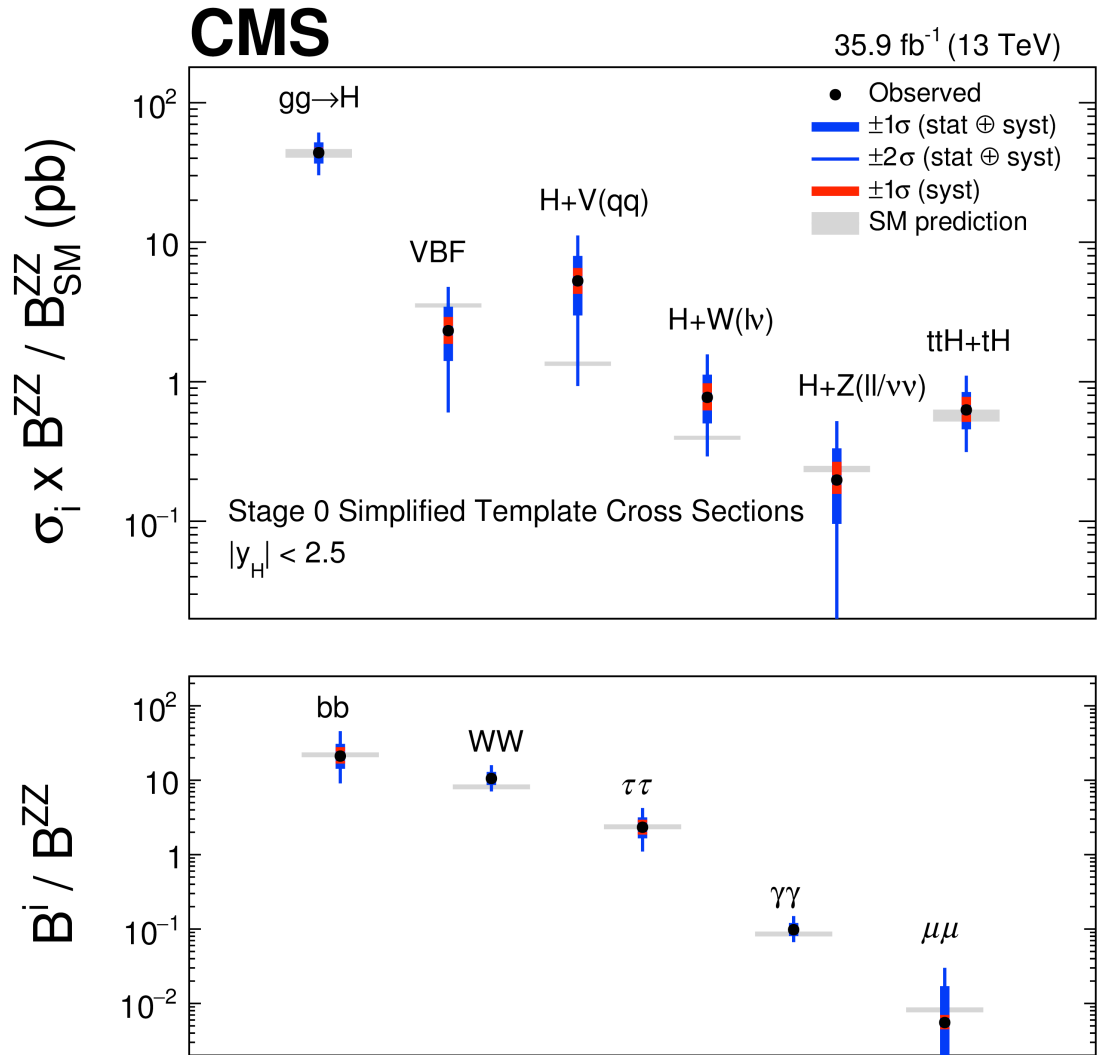 CMS
35.9 fb⁻¹ (13 TeV)
σᵢ x B^ZZ / B^ZZ_SM (pb)
10²
10
1
10⁻¹
gg→H
VBF
H+V(qq)
H+W(lν)
H+Z(ll/νν)
ttH+tH
Observed
±1σ (stat ⊕ syst)
±2σ (stat ⊕ syst)
±1σ (syst)
SM prediction
Stage 0 Simplified Template Cross Sections
|y_H| < 2.5
Bⁱ / B^ZZ
10²
10
1
10⁻¹
10⁻²
bb
WW
ττ
γγ
μμ